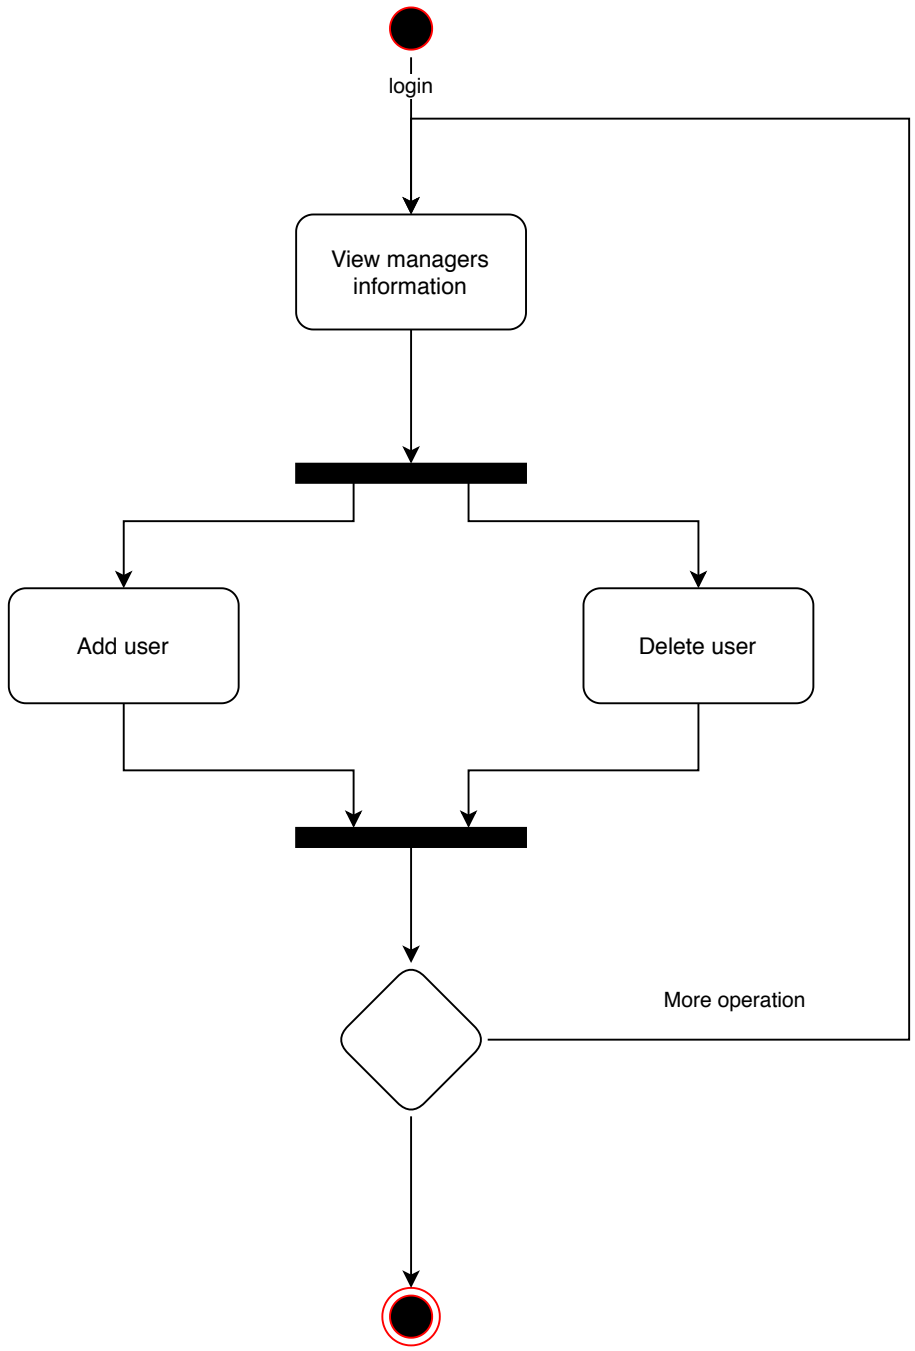 login
View managers
information
Add user
Delete user
More operation